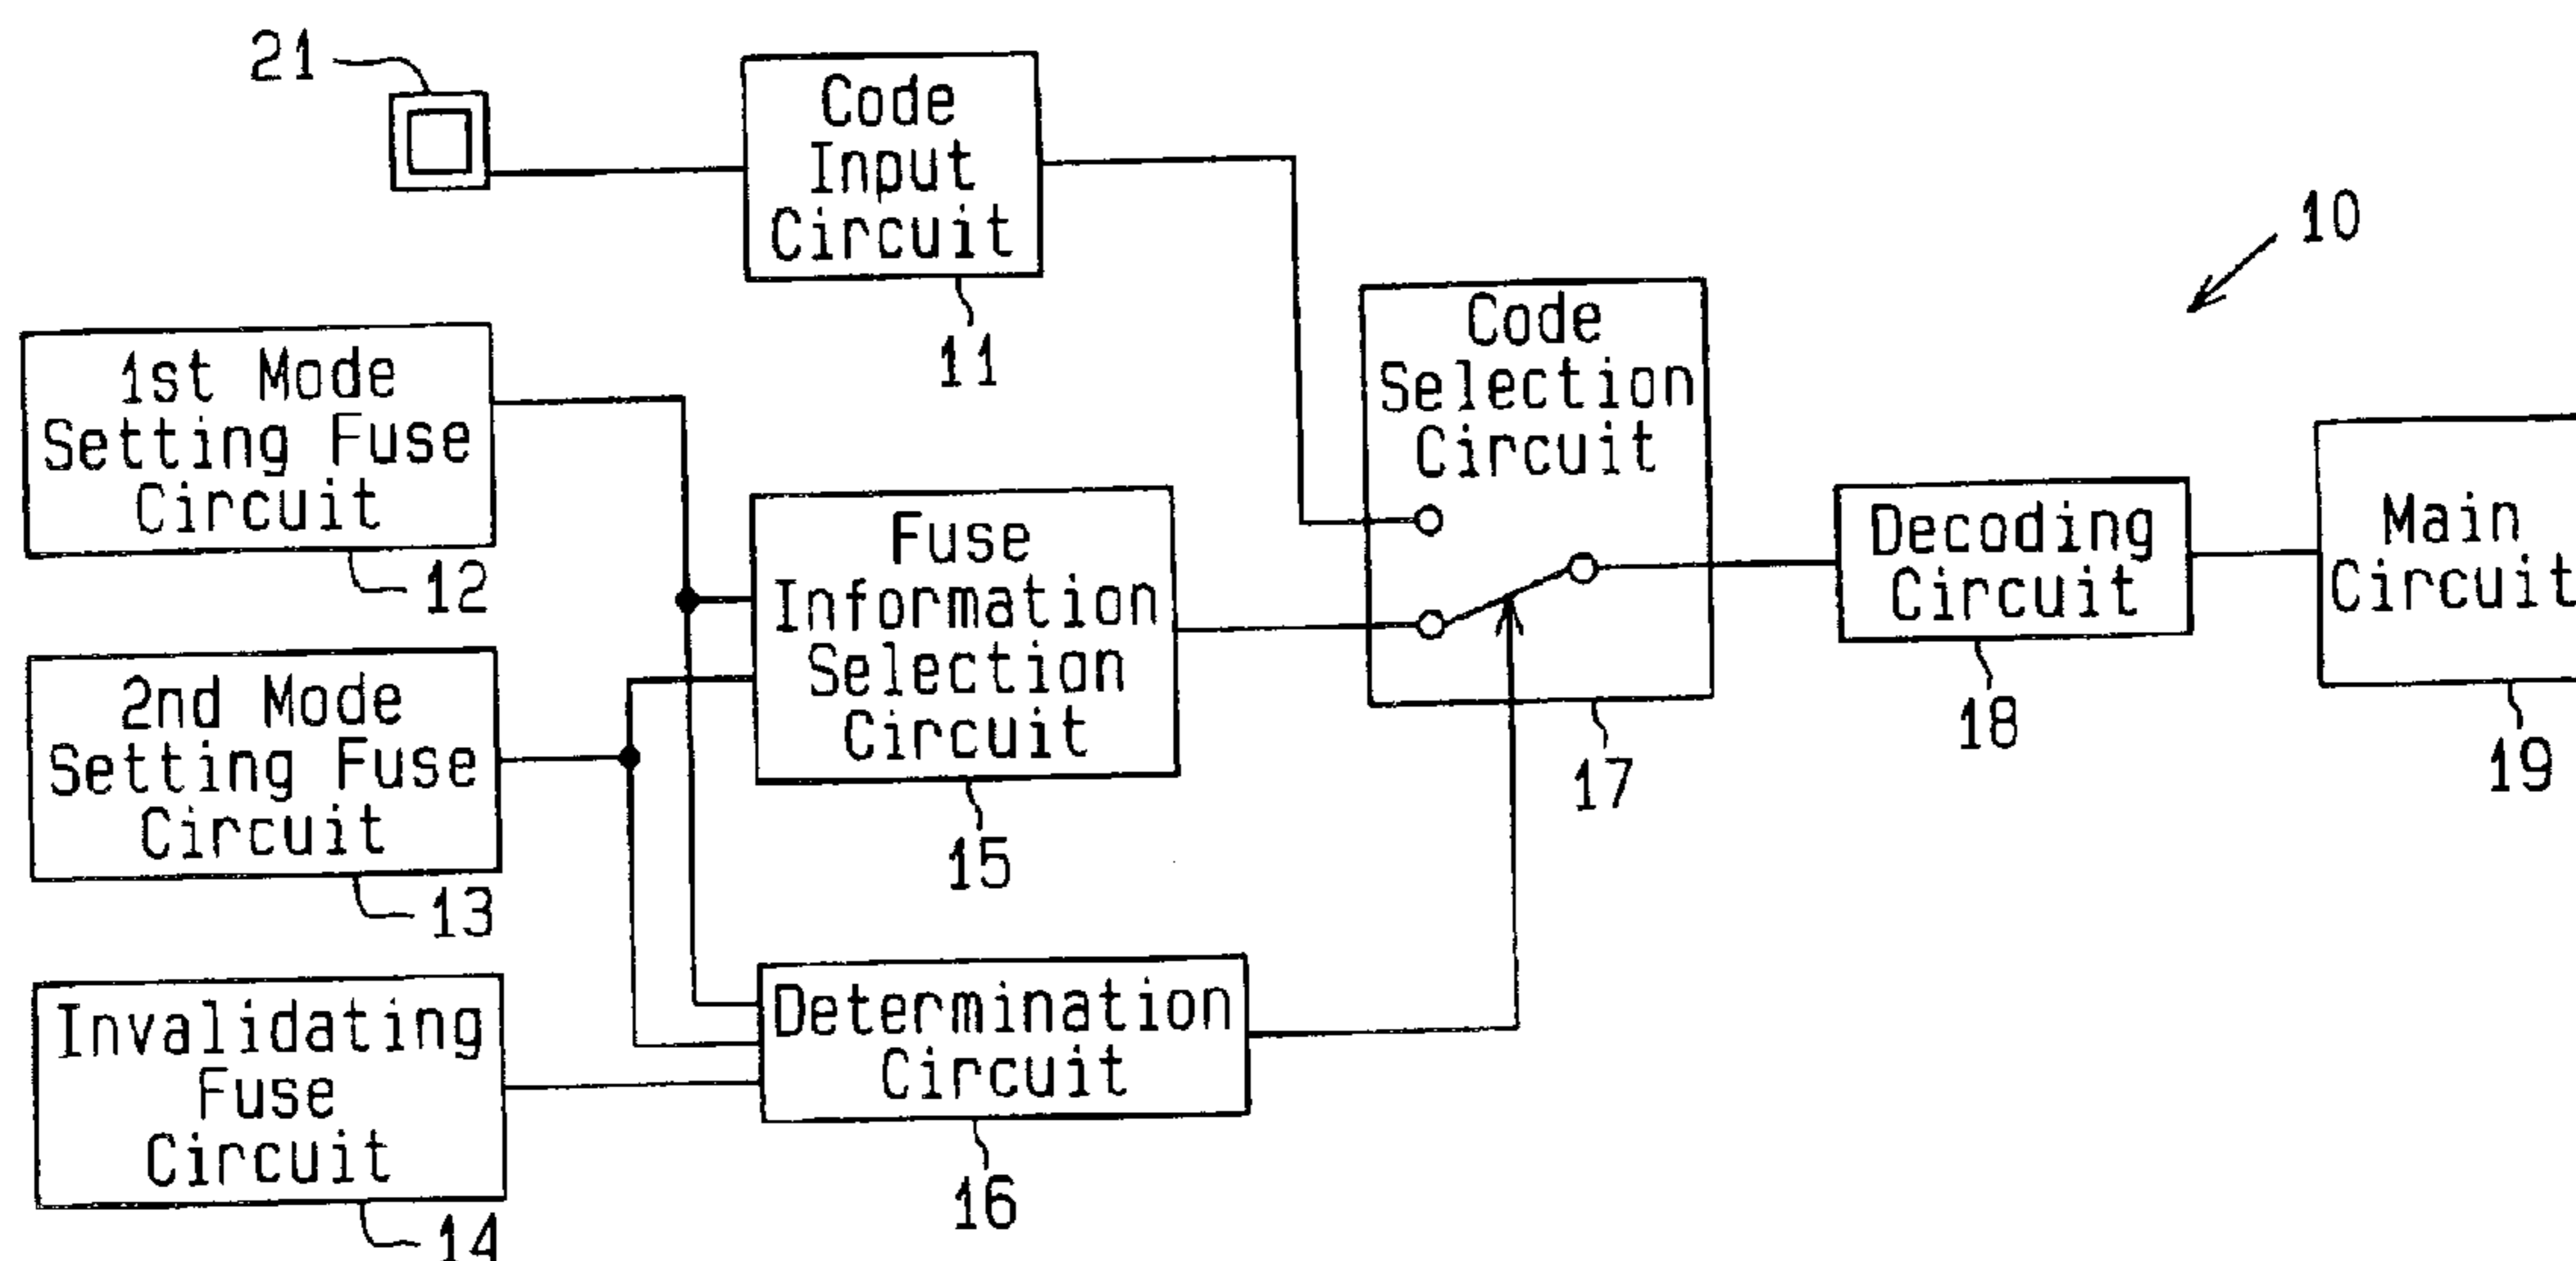 21
Code
Input
Circuit
11
10
1st Mode
Setting Fuse
Circuit
12
Code
Selection
Circuit
17
Fuse
Information
Selection
Circuit
15
Decoding
Circuit
18
Main
Circuit
19
2nd Mode
Setting Fuse
Circuit
13
Determination
Circuit
16
Invalidating
Fuse
Circuit
14